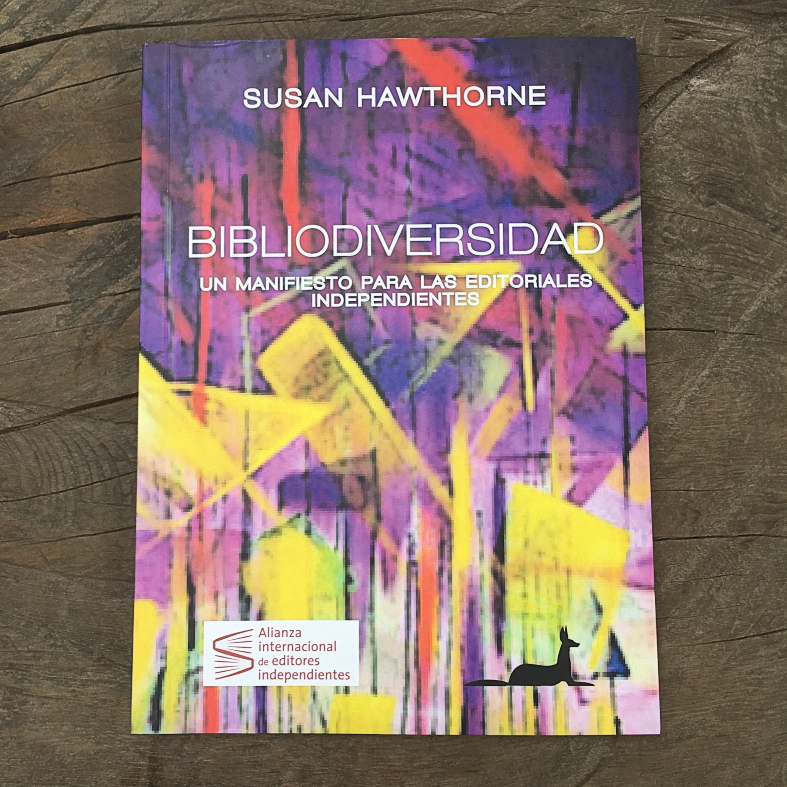 SUSAN HAWTHORNE
BIBLIODIVERSIDAD
UN MANIFIESTO PARA LAS EDITORIALES
INDEPENDIENTES
Alianza
internacional
de editores
independientes